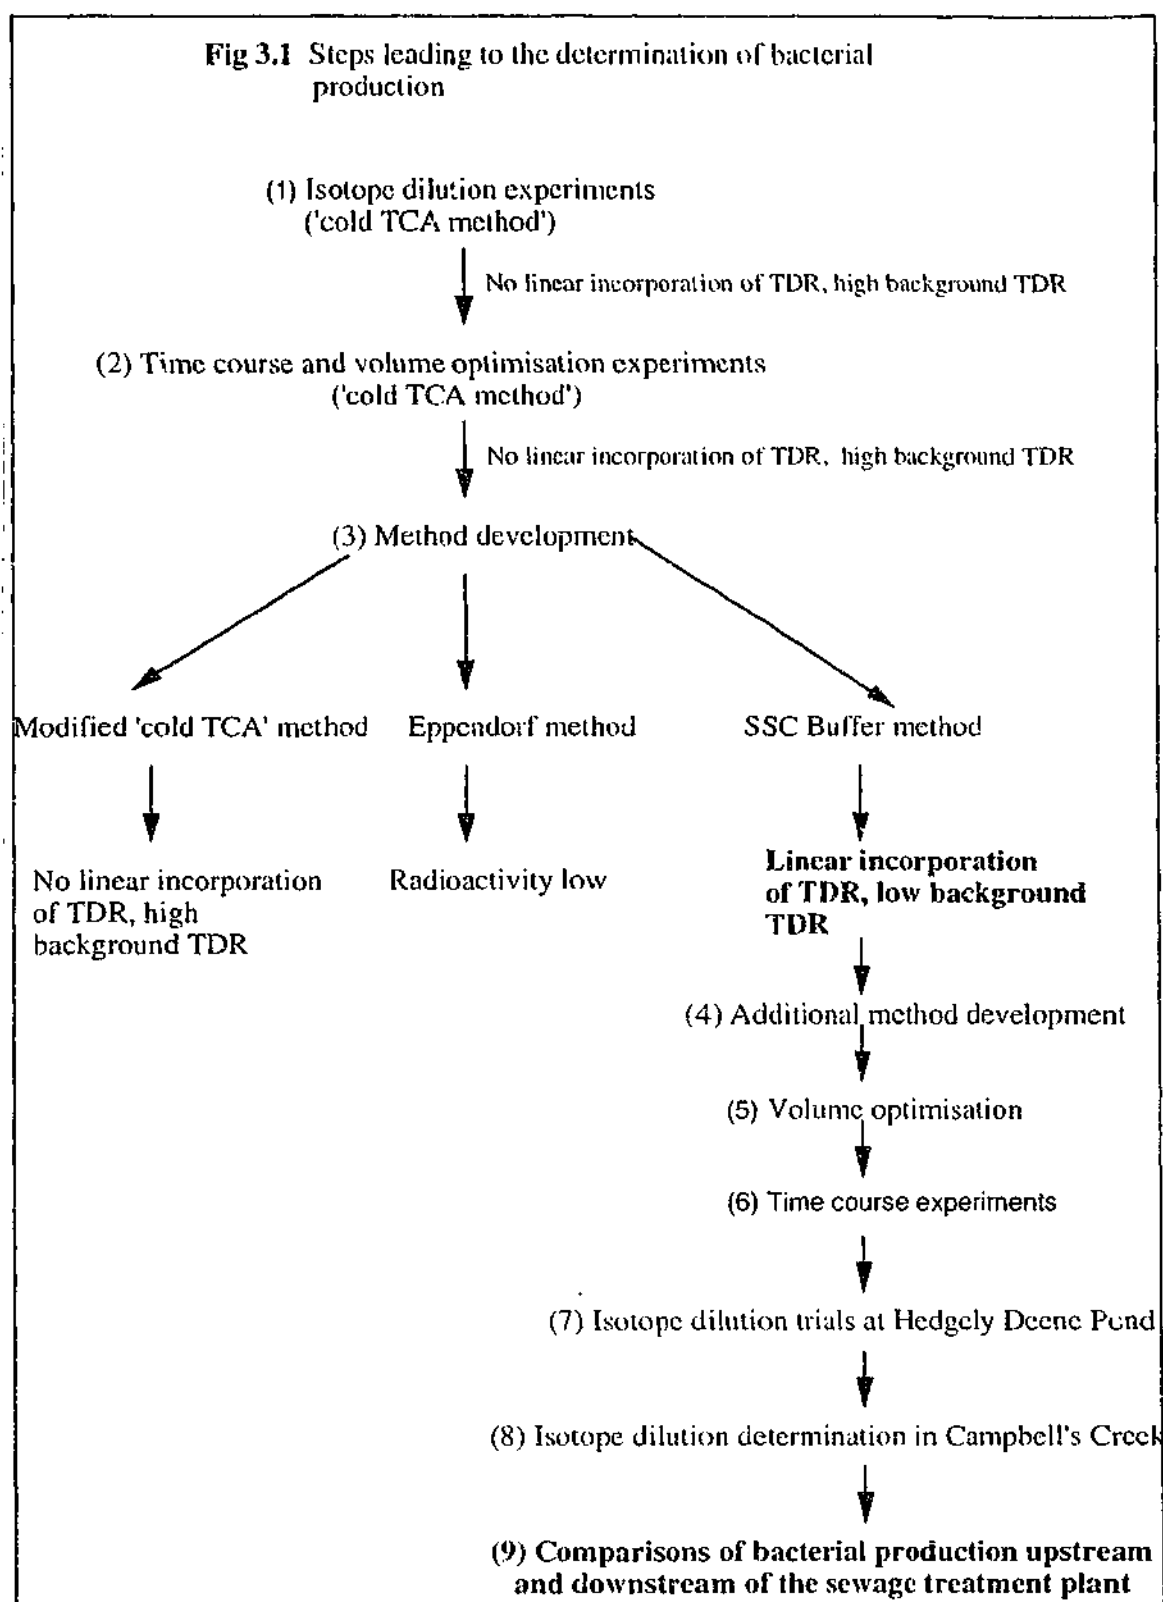 Fig 3.1 Steps leading to the determination of bacterial
production
(1) Isotope dilution experiments
('cold TCA method')
No linear incorporation of TDR, high background TDR
(2) Time course and volume optimisation experiments
('cold TCA method')
No linear incorporation of TDR, high background TDR
(3) Method development
Modified 'cold TCA' method
Eppendorf method
SSC Buffer method
No linear incorporation
of TDR, high
background TDR
Radioactivity low
Linear incorporation
of TDR, low background
TDR
(4) Additional method development
(5) Volume optimisation
(6) Time course experiments
(7) Isotope dilution trials at Hedgely Deene Pond
(8) Isotope dilution determination in Campbell's Creek
(9) Comparisons of bacterial production upstream
and downstream of the sewage treatment plant